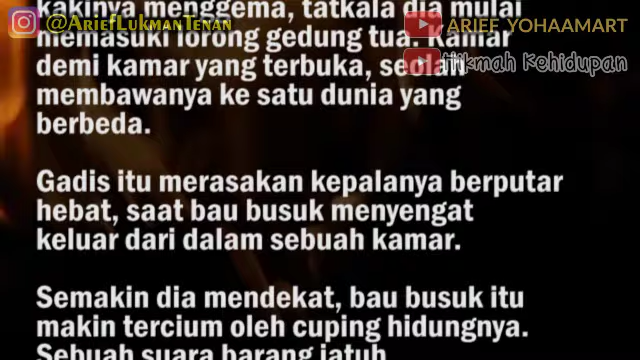 @AriefLukmanTenan
ARIEF YOHAAMART
Hikmah Kehidupan
kakinya menggema, tatkala dia mulai
memasuki lorong gedung tua. Kamar
demi kamar yang terbuka, seolah
membawanya ke satu dunia yang
berbeda.
Gadis itu merasakan kepalanya berputar
hebat, saat bau busuk menyengat
keluar dari dalam sebuah kamar.
Semakin dia mendekat, bau busuk itu
makin tercium oleh cuping hidungnya.
Sebuah suara barang jatuh